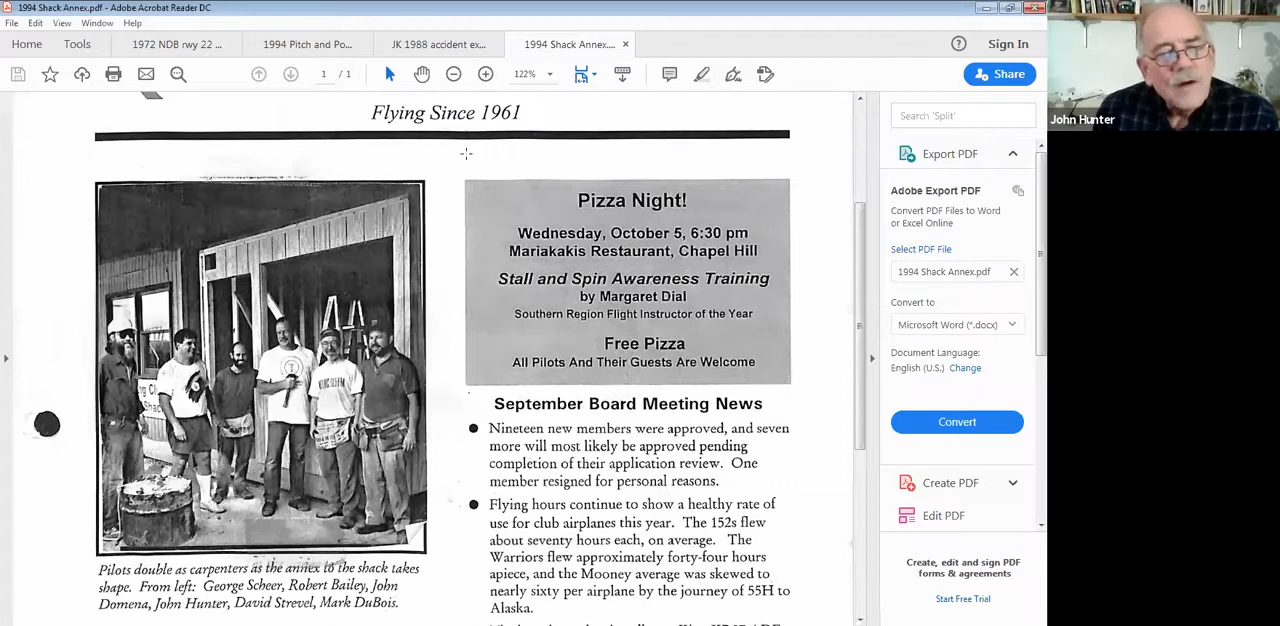 1994 Shack Annex.pdf - Adobe Acrobat Reader DC
File Edit View Window Help
Home Tools 1972 NDB rwy 22 ... 1994 Pitch and Po... JK 1988 accident ex... 1994 Shack Annex.... × Sign In
1 / 1 122% Share
Flying Since 1961
Pizza Night!
Wednesday, October 5, 6:30 pm
Mariakakis Restaurant, Chapel Hill
Stall and Spin Awareness Training
by Margaret Dial
Southern Region Flight Instructor of the Year
Free Pizza
All Pilots And Their Guests Are Welcome
Pilots double as carpenters as the annex to the shack takes
shape. From left: George Scheer, Robert Bailey, John
Domena, John Hunter, David Strevel, Mark DuBois.
September Board Meeting News
● Nineteen new members were approved, and seven
more will most likely be approved pending
completion of their application review. One
member resigned for personal reasons.
● Flying hours continue to show a healthy rate of
use for club airplanes this year. The 152s flew
about seventy hours each, on average. The
Warriors flew approximately forty-four hours
apiece, and the Mooney average was skewed to
nearly sixty per airplane by the journey of 55H to
Alaska.
Search 'Split'
Export PDF
Adobe Export PDF
Convert PDF Files to Word
or Excel Online
Select PDF File
1994 Shack Annex.pdf
Convert to
Microsoft Word (*.docx)
Document Language:
English (U.S.) Change
Convert
Create PDF
Edit PDF
Create, edit and sign PDF
forms & agreements
Start Free Trial
John Hunter